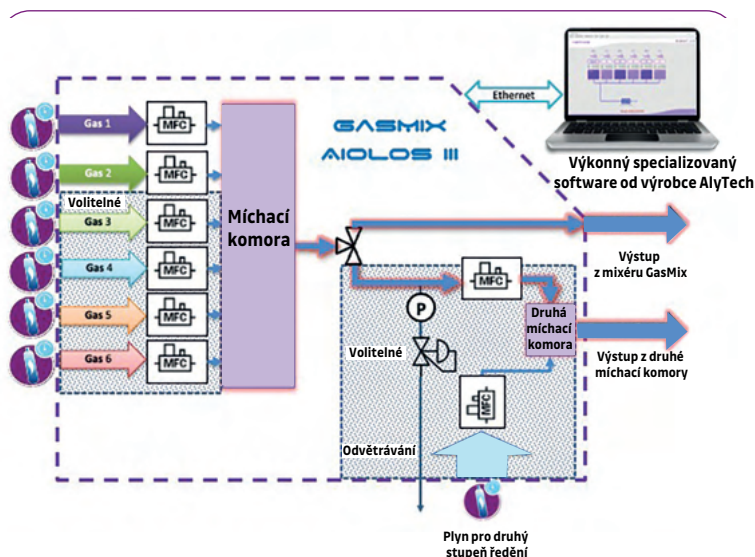 Ethernet
GASMIX
AIOLOS III
Výkonný specializovaný
software od výrobce AlyTech
Gas 1
MFC
Gas 2
MFC
Volitelné
Gas 3
MFC
Gas 4
MFC
Gas 5
MFC
Gas 6
MFC
Míchací
komora
Výstup
z mixéru GasMix
MFC
P
Druhá
míchací
komora
Volitelné
MFC
Výstup z druhé
míchací komory
Odvětrávání
Plyn pro druhý
stupeň ředění